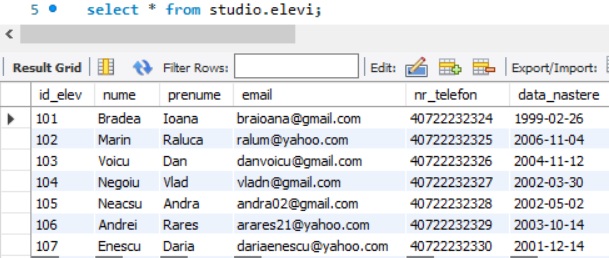 5 select * from studio.elevi;
Result Grid Filter Rows: Edit: Export/Import:
id_elev nume prenume email nr_telefon data_nastere
101 Bradea Ioana braioana@gmail.com 40722232324 1999-02-26
102 Marin Raluca ralum@yahoo.com 40722232325 2006-11-04
103 Voicu Dan danvoicu@gmail.com 40722232326 2004-11-12
104 Negoiu Vlad vladn@gmail.com 40722232327 2002-03-30
105 Neacsu Andra andra02@gmail.com 40722232328 2002-05-02
106 Andrei Rares arares21@yahoo.com 40722232329 2003-10-14
107 Enescu Daria dariaenescu@yahoo.com 40722232330 2001-12-14